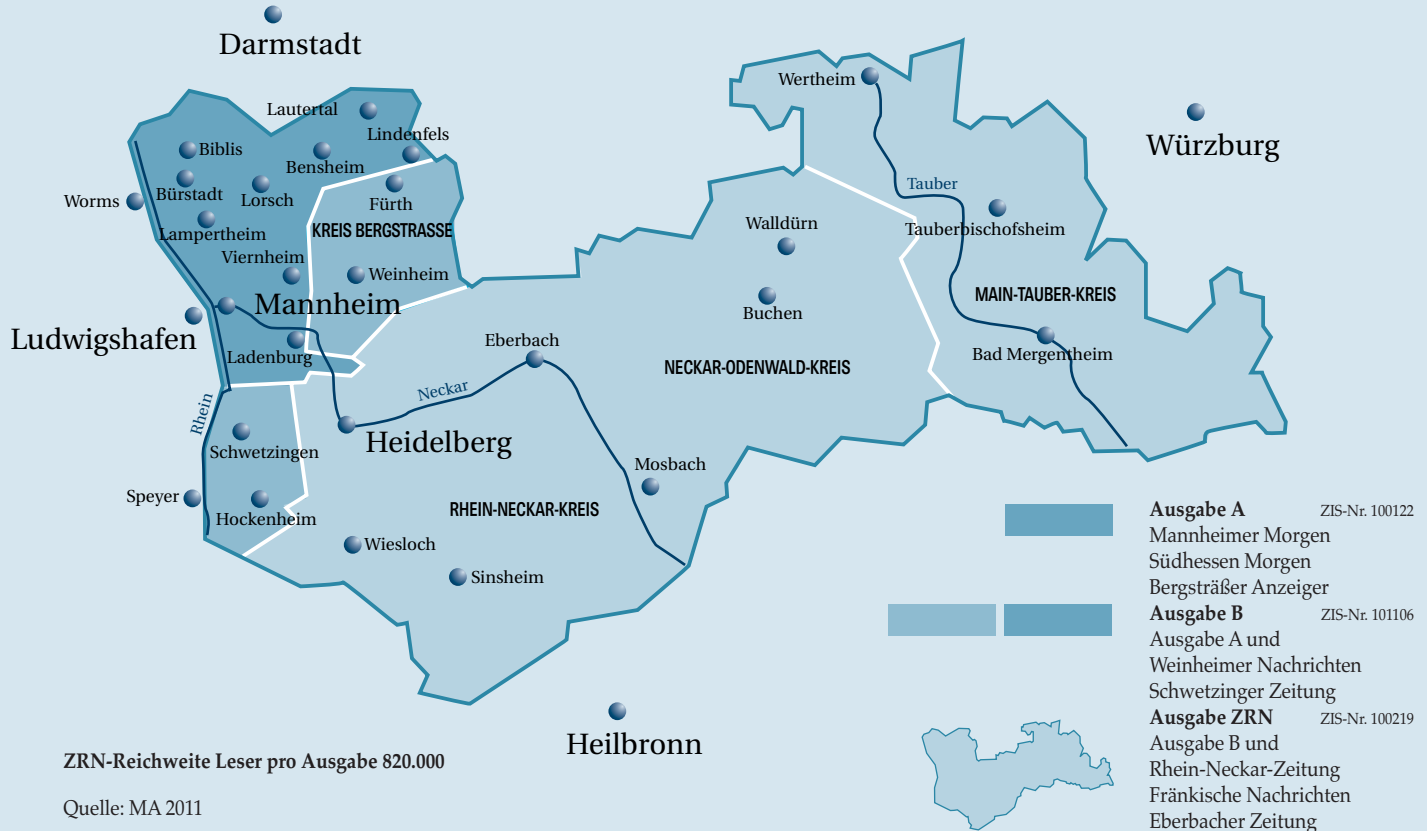 Darmstadt
Wertheim
Lautertal
Lindenfels
Würzburg
Biblis
Bensheim
Tauber
Bürstadt
Lorsch
Fürth
Worms
Walldürn
Tauberbischofsheim
Lampertheim
KREIS BERGSTRASSE
Viernheim
Weinheim
MAIN-TAUBER-KREIS
Mannheim
Buchen
Ludwigshafen
Eberbach
Ladenburg
Bad Mergentheim
NECKAR-ODENWALD-KREIS
Neckar
Rhein
Heidelberg
Schwetzingen
Mosbach
Speyer
Hockenheim
RHEIN-NECKAR-KREIS
Wiesloch
Sinsheim
Heilbronn
Ausgabe A ZIS-Nr. 100122
Mannheimer Morgen
Südhessen Morgen
Bergsträßer Anzeiger
Ausgabe B ZIS-Nr. 101106
Ausgabe A und
Weinheimer Nachrichten
Schwetzinger Zeitung
Ausgabe ZRN ZIS-Nr. 100219
Ausgabe B und
Rhein-Neckar-Zeitung
Fränkische Nachrichten
Eberbacher Zeitung
ZRN-Reichweite Leser pro Ausgabe 820.000
Quelle: MA 2011